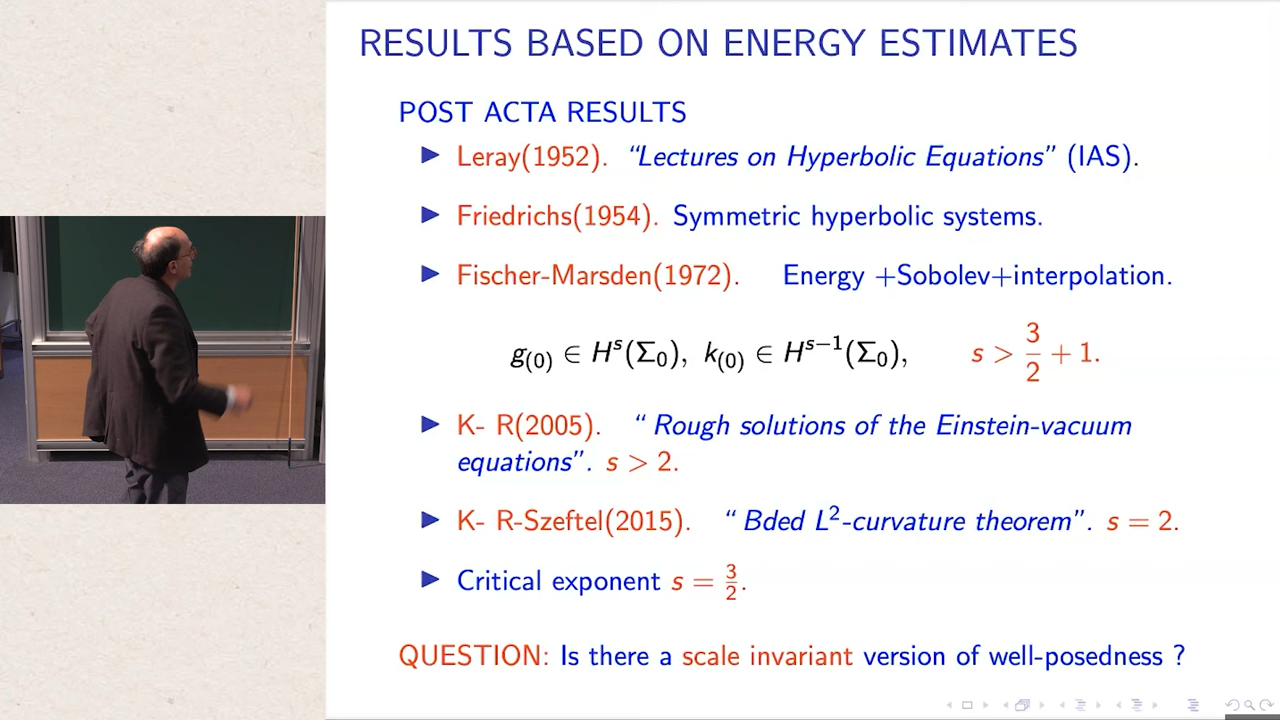 RESULTS BASED ON ENERGY ESTIMATES
POST ACTA RESULTS
▶ Leray(1952). “Lectures on Hyperbolic Equations” (IAS).
▶ Friedrichs(1954). Symmetric hyperbolic systems.
▶ Fischer-Marsden(1972). Energy +Sobolev+interpolation.
g₍₀₎ ∈ Hˢ(Σ₀), k₍₀₎ ∈ Hˢ⁻¹(Σ₀), s > 3/2 + 1.
▶ K- R(2005). “ Rough solutions of the Einstein-vacuum
equations”. s > 2.
▶ K- R-Szeftel(2015). “ Bded L²-curvature theorem”. s = 2.
▶ Critical exponent s = 3/2.
QUESTION: Is there a scale invariant version of well-posedness ?